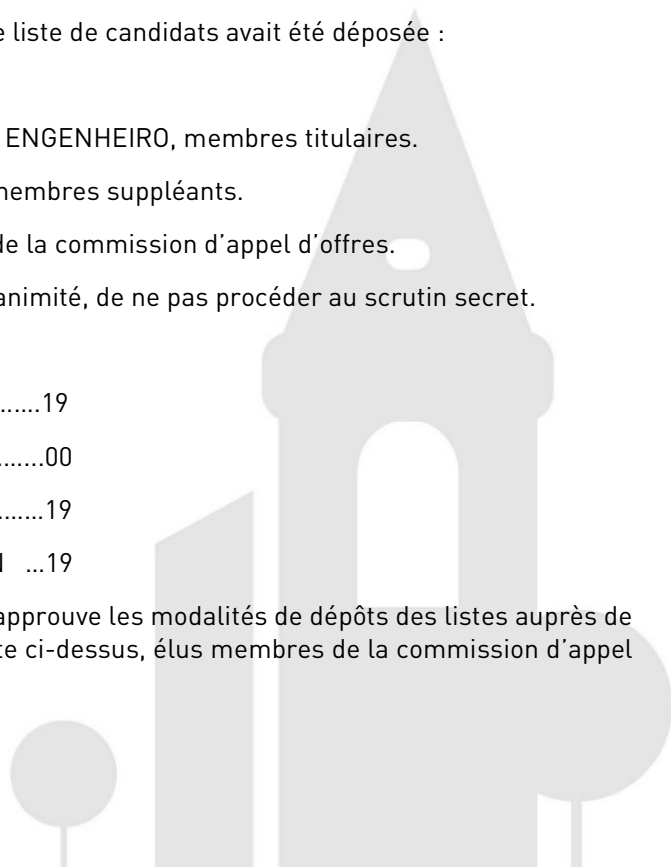 e liste de candidats avait été déposée :
ENGENHEIRO, membres titulaires.
membres suppléants.
de la commission d’appel d’offres.
animité, de ne pas procéder au scrutin secret.
.......19
.......00
.......19
...19
approuve les modalités de dépôts des listes auprès de
te ci-dessus, élus membres de la commission d’appel